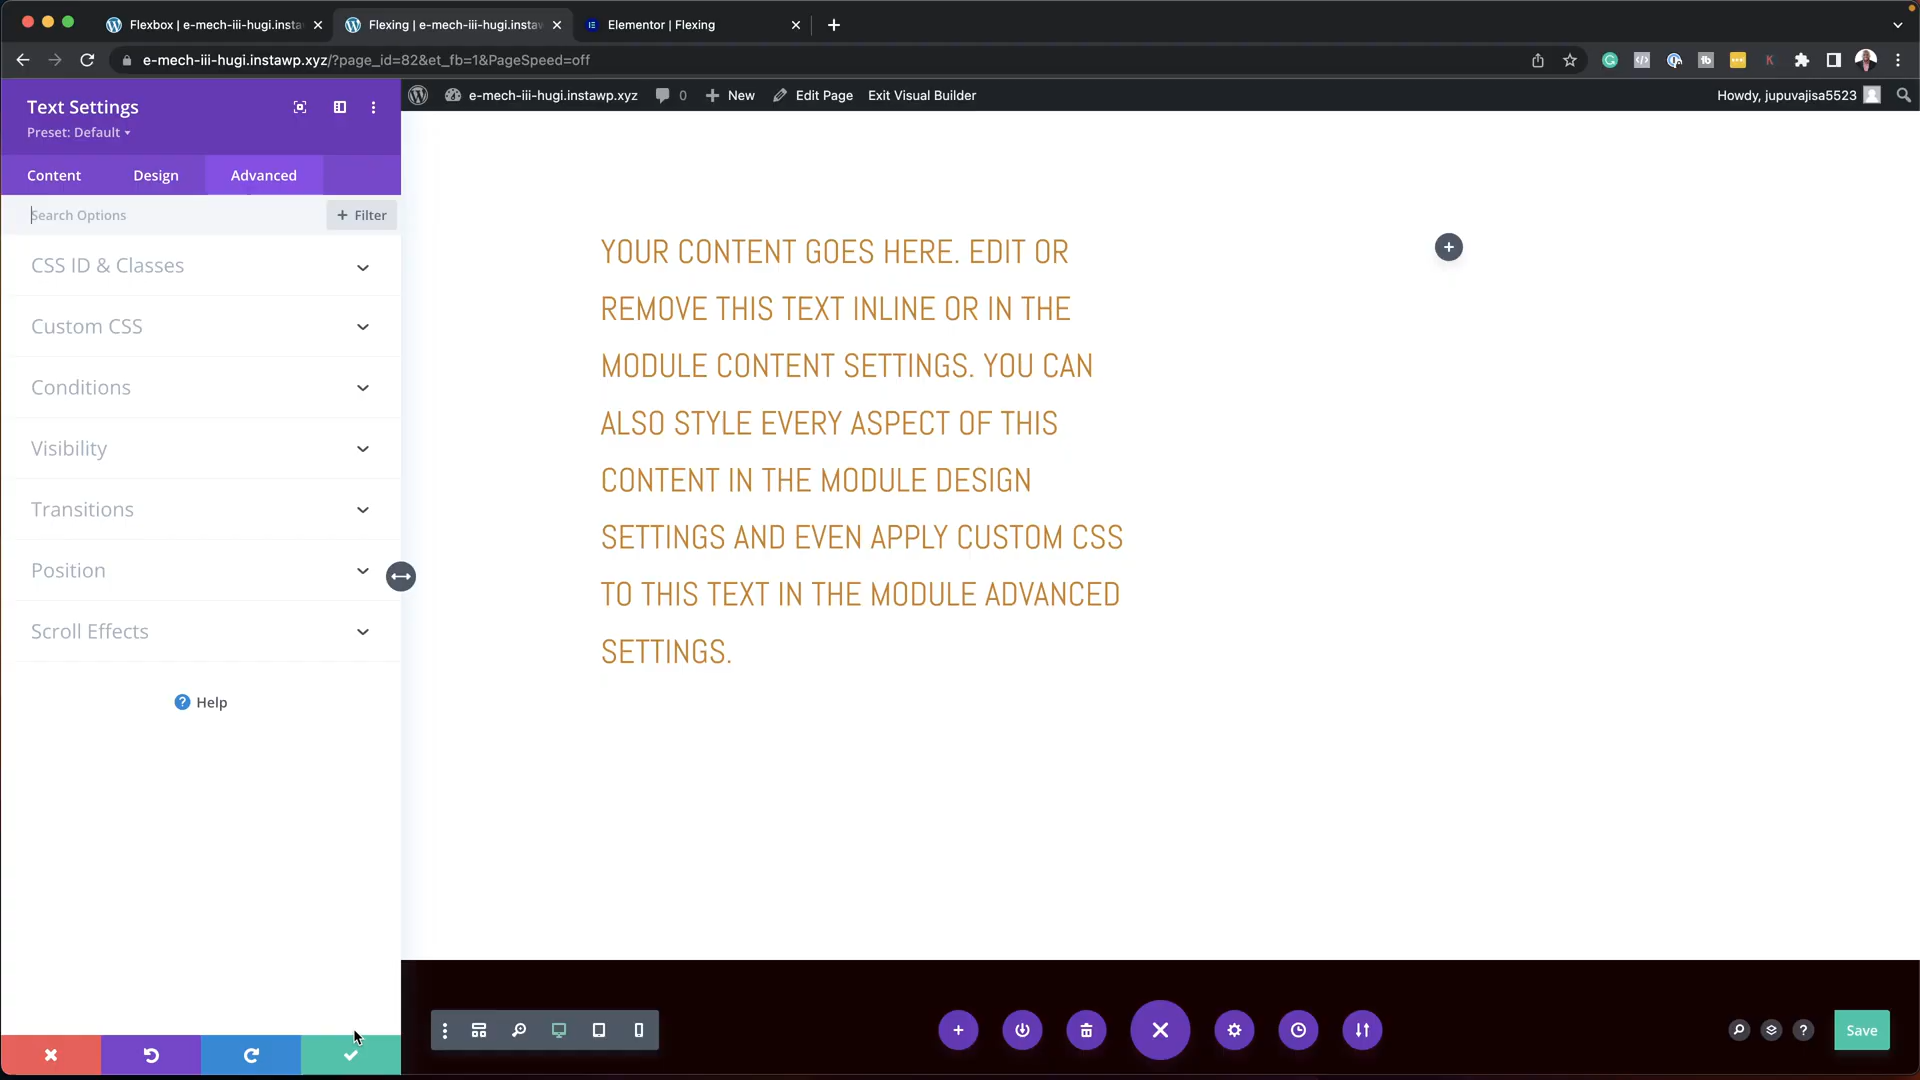 Flexbox | e-mech-iii-hugi.insta
Flexing | e-mech-iii-hugi.insta
Elementor | Flexing
e-mech-iii-hugi.instawp.xyz/?page_id=82&et_fb=1&PageSpeed=off
e-mech-iii-hugi.instawp.xyz
0
New
Edit Page
Exit Visual Builder
Howdy, jupuvajisa5523
Text Settings
Preset: Default
Content
Design
Advanced
Search Options
+ Filter
CSS ID & Classes
Custom CSS
Conditions
Visibility
Transitions
Position
Scroll Effects
? Help
YOUR CONTENT GOES HERE. EDIT OR
REMOVE THIS TEXT INLINE OR IN THE
MODULE CONTENT SETTINGS. YOU CAN
ALSO STYLE EVERY ASPECT OF THIS
CONTENT IN THE MODULE DESIGN
SETTINGS AND EVEN APPLY CUSTOM CSS
TO THIS TEXT IN THE MODULE ADVANCED
SETTINGS.
?
Save